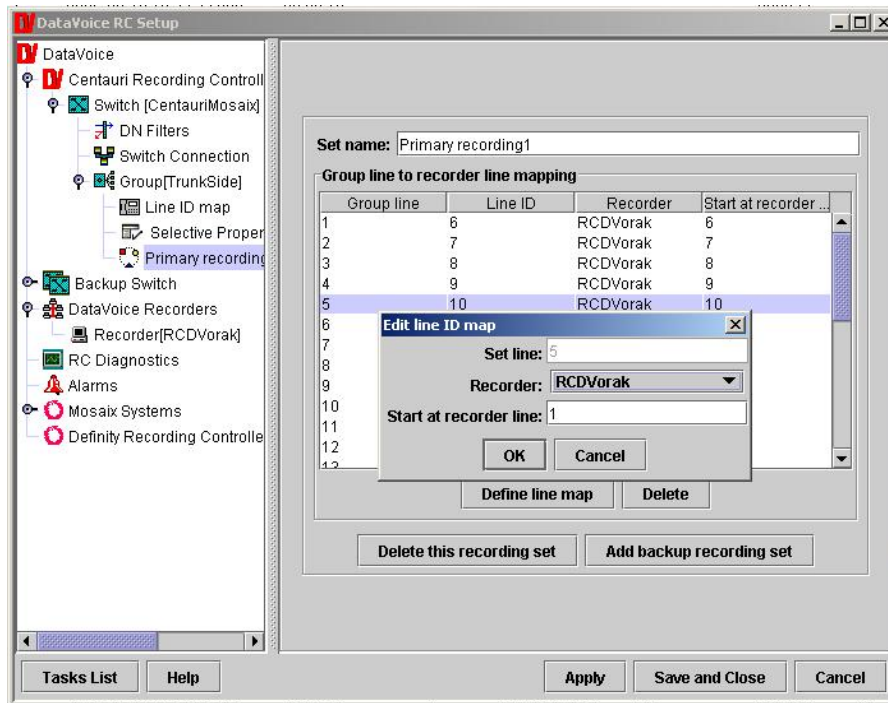 DataVoice RC Setup
DataVoice
Centauri Recording Controll
Switch [CentauriMosaix]
DN Filters
Switch Connection
Group[TrunkSide]
Line ID map
Selective Proper
Primary recording
Backup Switch
DataVoice Recorders
Recorder[RCDVorak]
RC Diagnostics
Alarms
Mosaix Systems
Definity Recording Controlle
Set name: Primary recording1
Group line to recorder line mapping
Group line Line ID Recorder Start at recorder ...
1 6 RCDVorak 6
2 7 RCDVorak 7
3 8 RCDVorak 8
4 9 RCDVorak 9
5 10 RCDVorak 10
6
7
8
9
10
11
12
13
Edit line ID map
Set line: 5
Recorder: RCDVorak
Start at recorder line: 1
OK Cancel
Define line map Delete
Delete this recording set Add backup recording set
Tasks List Help Apply Save and Close Cancel